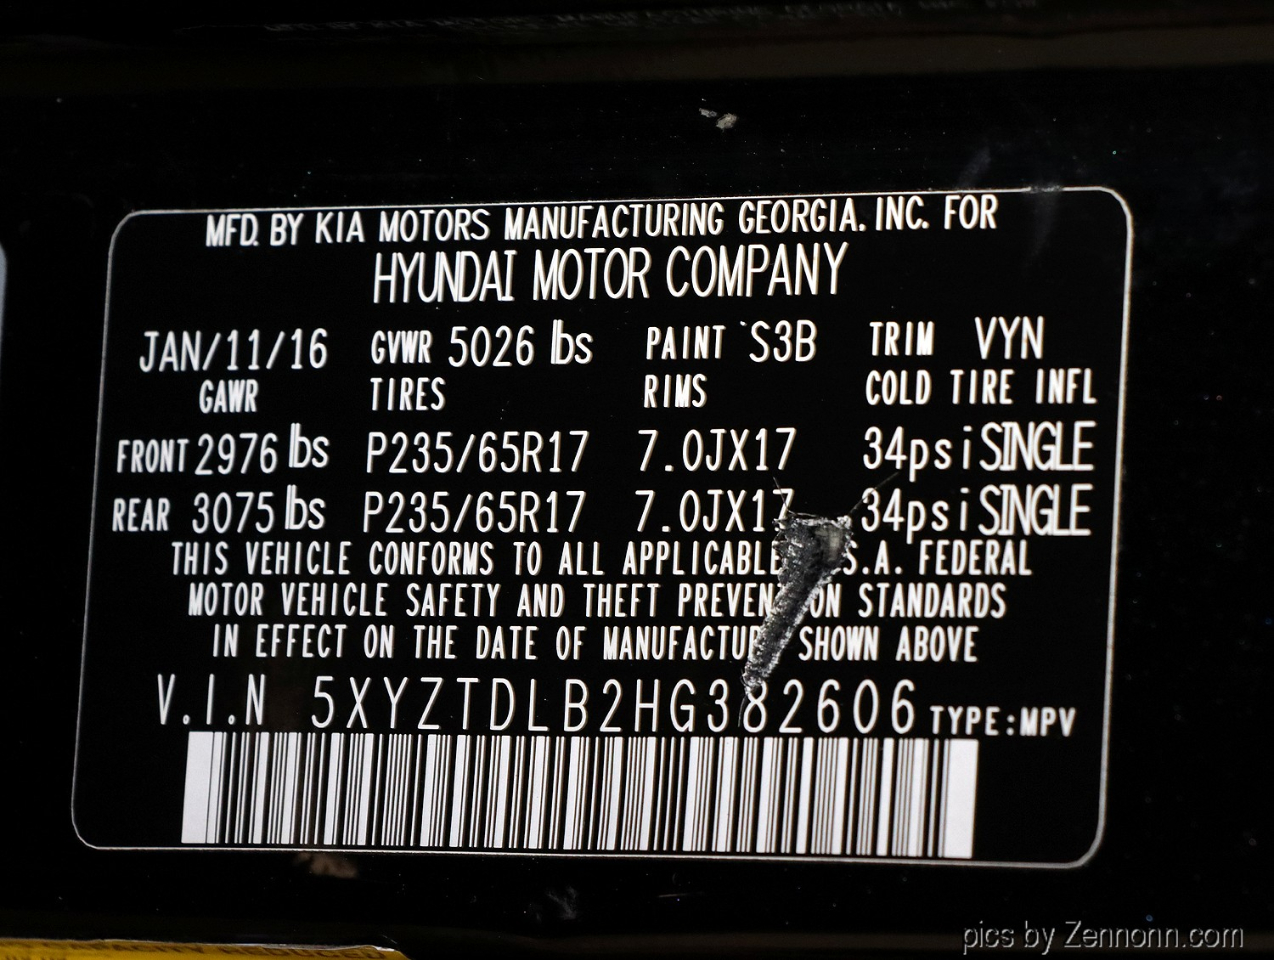 MFD. BY KIA MOTORS MANUFACTURING GEORGIA. INC. FOR
HYUNDAI MOTOR COMPANY
JAN/11/16 GVWR 5026 lbs PAINT S3B TRIM VYN
GAWR TIRES RIMS COLD TIRE INFL
FRONT 2976 lbs P235/65R17 7.0JX17 34psi SINGLE
REAR 3075 lbs P235/65R17 7.0JX17 34psi SINGLE
THIS VEHICLE CONFORMS TO ALL APPLICABLE S.A. FEDERAL
MOTOR VEHICLE SAFETY AND THEFT PREVENTION STANDARDS
IN EFFECT ON THE DATE OF MANUFACTURE SHOWN ABOVE
V.I.N 5XYZTDLB2HG382606 TYPE:MPV
REDUCED
pics by Zennonn.com